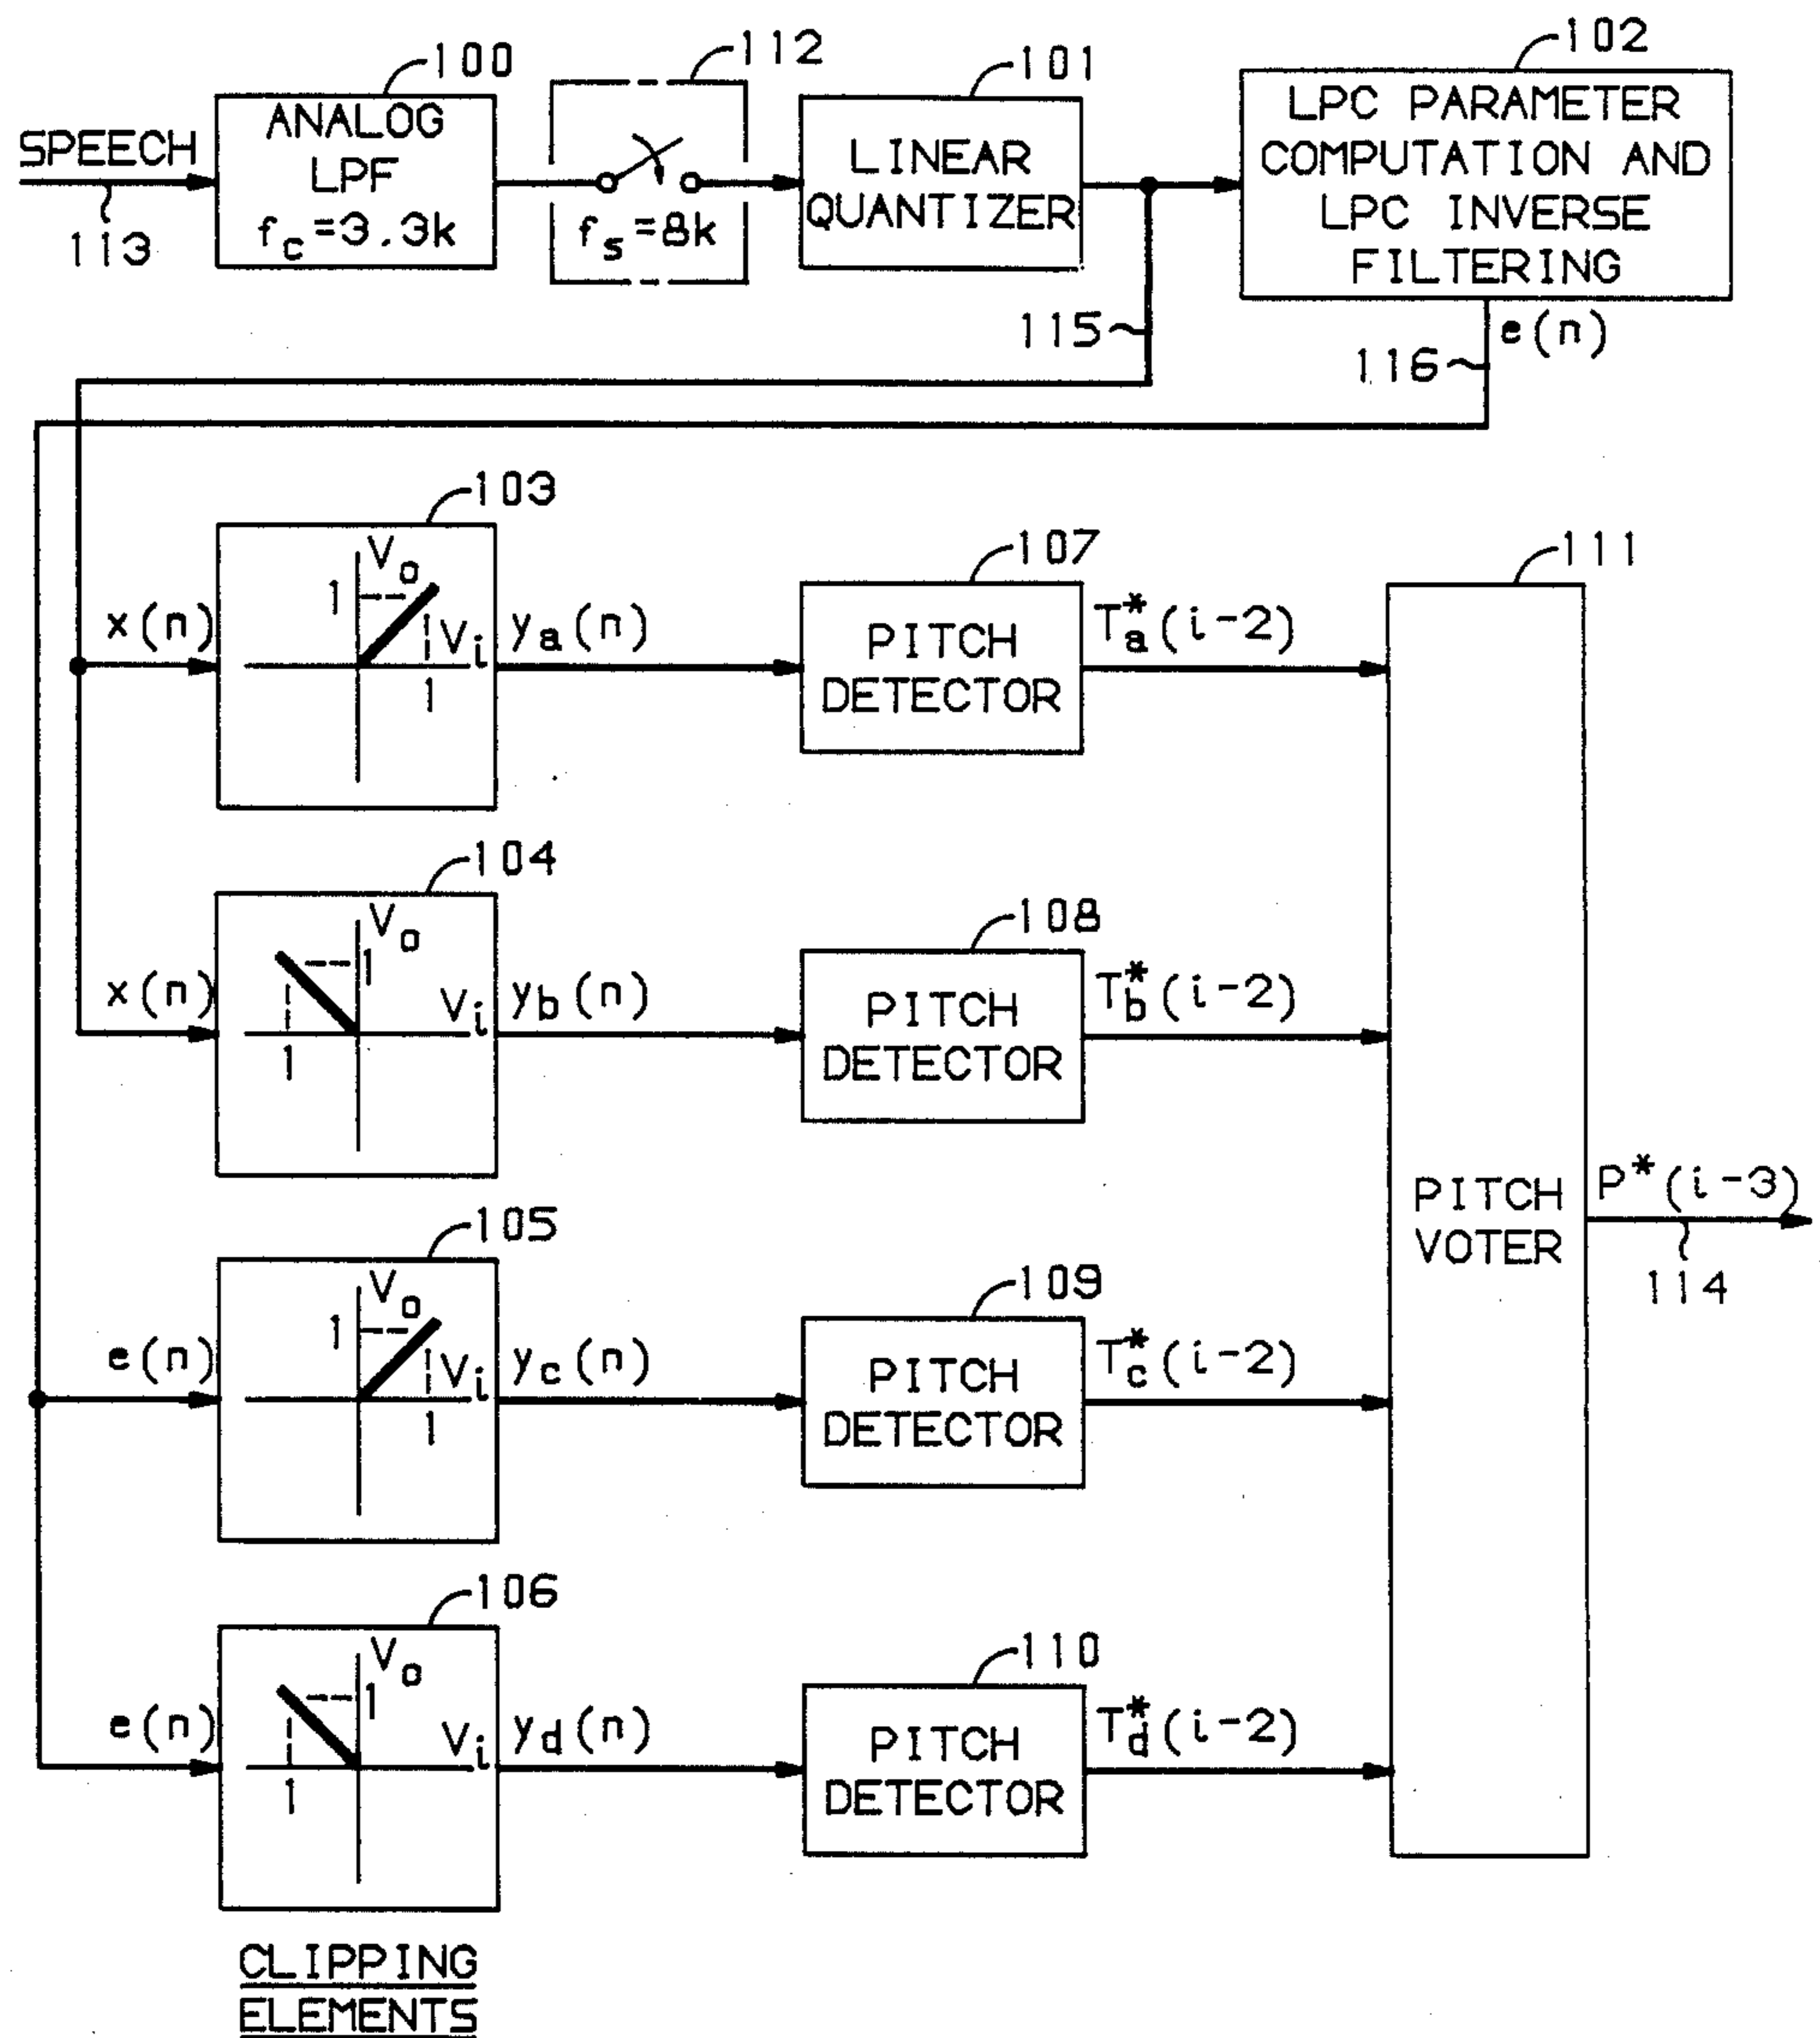 100
112
101
102
SPEECH
113
ANALOG
LPF
f_c=3.3k
f_s=8k
LINEAR
QUANTIZER
LPC PARAMETER
COMPUTATION AND
LPC INVERSE
FILTERING
115
116
e(n)
103
x(n)
V_o
1
V_i
1
y_a(n)
107
PITCH
DETECTOR
T*_a(i-2)
111
104
x(n)
V_o
1
V_i
1
y_b(n)
108
PITCH
DETECTOR
T*_b(i-2)
PITCH
VOTER
P*(i-3)
114
105
e(n)
V_o
1
V_i
1
y_c(n)
109
PITCH
DETECTOR
T*_c(i-2)
106
e(n)
V_o
1
V_i
1
y_d(n)
110
PITCH
DETECTOR
T*_d(i-2)
CLIPPING
ELEMENTS